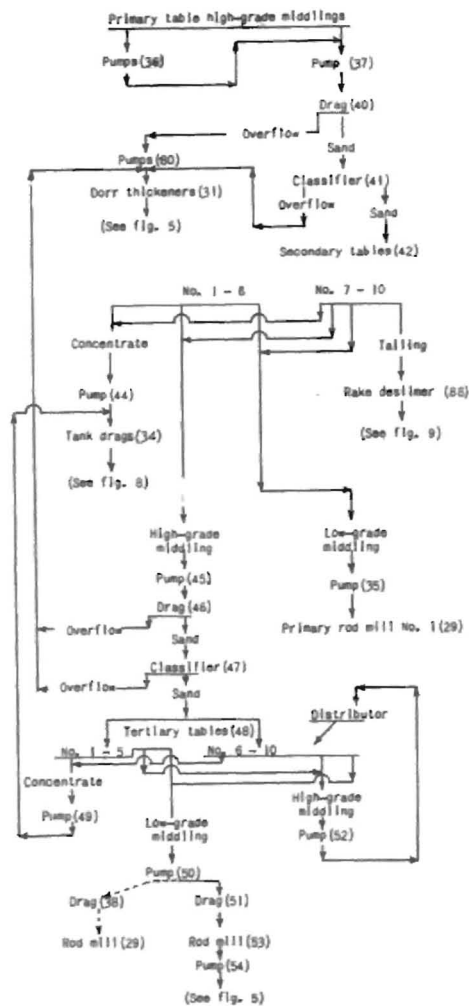 Primary table high-grade middlings
Pumps(36)
Pump(37)
Drag(40)
Overflow
Sand
Pumps(60)
Classifier(41)
Dorr thickeners(31)
Overflow
Sand
(See fig. 5)
Secondary tables(42)
No. 1 - 6
No. 7 - 10
Concentrate
Tailing
Pump(44)
Rake deslimer (88)
Tank drags(34)
(See fig. 9)
(See fig. 8)
High-grade
middling
Low-grade
middling
Pump(45)
Pump(35)
Drag(46)
Overflow
Sand
Primary rod mill No. 1(29)
Classifier(47)
Overflow
Sand
Distributor
Tertiary tables(48)
No. 1 - 5
No. 6 - 10
Concentrate
High-grade
middling
Pump(49)
Low-grade
middling
Pump(52)
Pump(50)
Drag(38)
Drag(51)
Rod mill(29)
Rod mill(53)
Pump(54)
(See fig. 5)